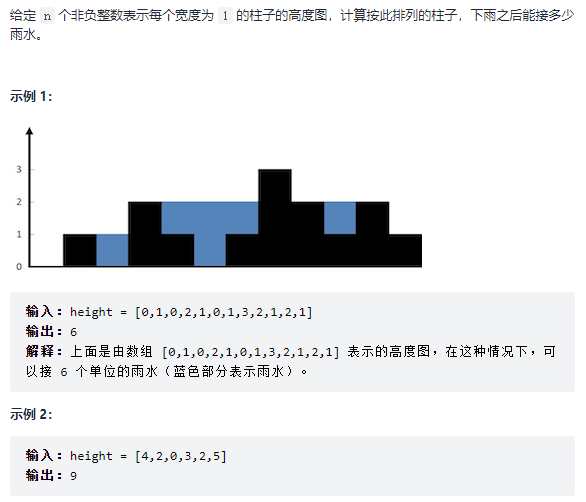 给定 n 个非负整数表示每个宽度为 1 的柱子的高度图，计算按此排列的柱子，下雨之后能接多少
雨水。
示例 1：
3
2
1
0
输入：height = [0,1,0,2,1,0,1,3,2,1,2,1]
输出：6
解释：上面是由数组 [0,1,0,2,1,0,1,3,2,1,2,1] 表示的高度图，在这种情况下，可
以接 6 个单位的雨水（蓝色部分表示雨水）。
示例 2：
输入：height = [4,2,0,3,2,5]
输出：9